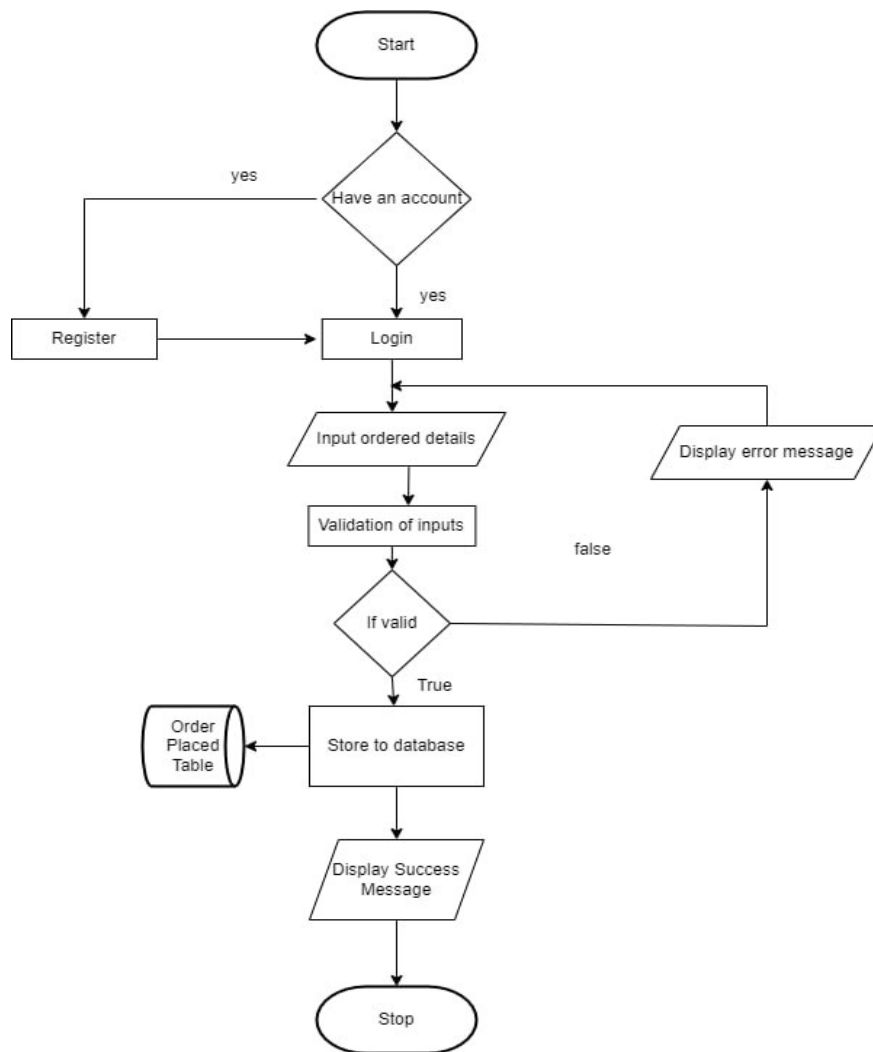 Start
yes
Have an account
yes
Register
Login
Input ordered details
Display error message
Validation of inputs
false
If valid
True
Order
Placed
Table
Store to database
Display Success
Message
Stop